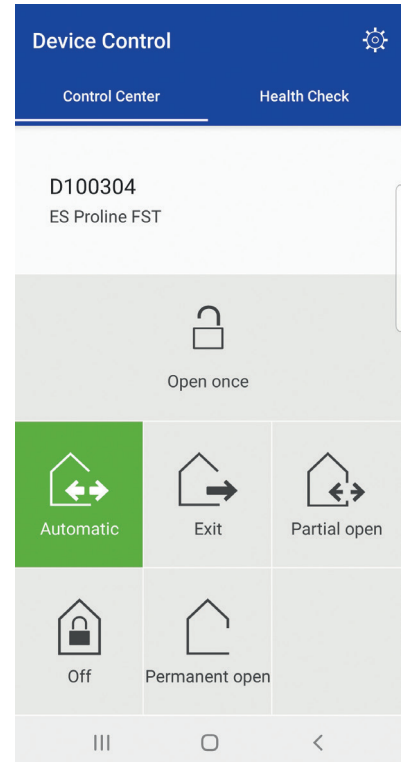 Device Control
Control Center
Health Check
D100304
ES Proline FST
Open once
Automatic
Exit
Partial open
Off
Permanent open